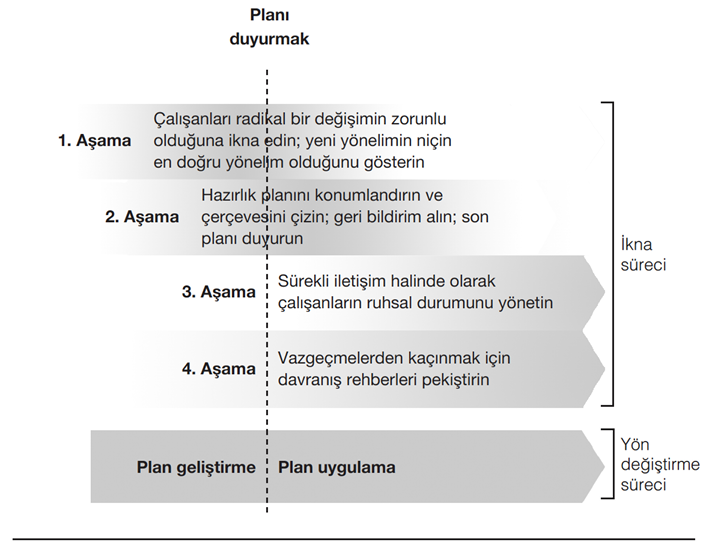 Planı
duyurmak
1. Aşama
Çalışanları radikal bir değişimin zorunlu
olduğuna ikna edin; yeni yönelimin niçin
en doğru yönelim olduğunu gösterin
2. Aşama
Hazırlık planını konumlandırın ve
çerçevesini çizin; geri bildirim alın; son
planı duyurun
3. Aşama
Sürekli iletişim halinde olarak
çalışanların ruhsal durumunu yönetin
4. Aşama
Vazgeçmelerden kaçınmak için
davranış rehberleri pekiştirin
İkna
süreci
Plan geliştirme
Plan uygulama
Yön
değiştirme
süreci